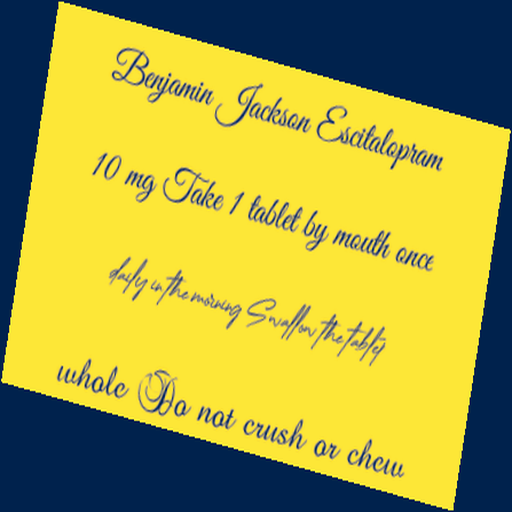 Benjamin Jackson Escitalopram
10 mg Take 1 tablet by mouth once
daily in the morning Swallow the tablet
whole Do not crush or chew